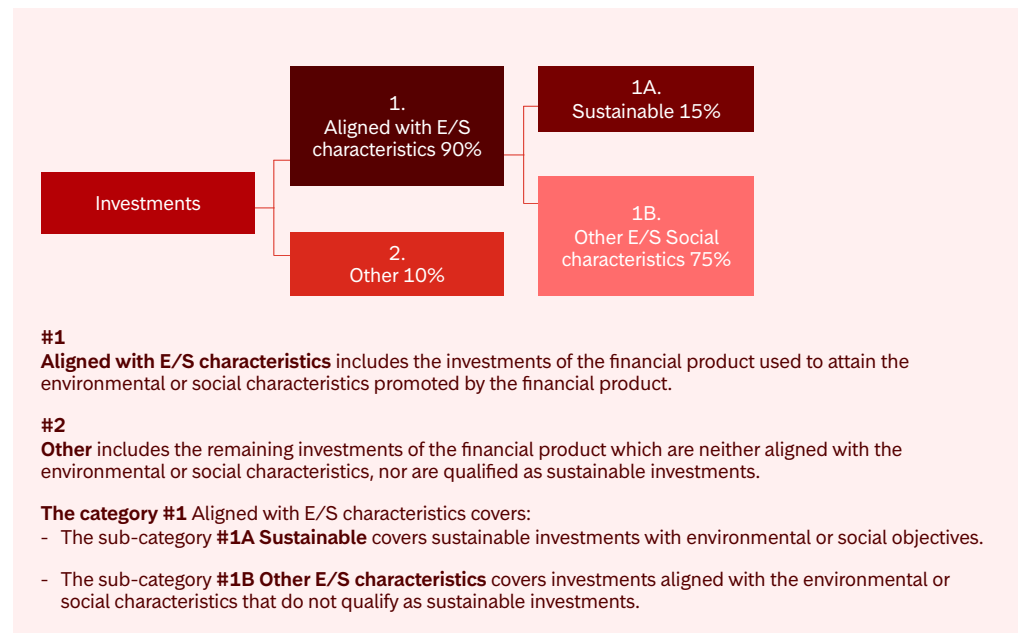 Investments
1.
Aligned with E/S
characteristics 90%
2.
Other 10%
1A.
Sustainable 15%
1B.
Other E/S Social
characteristics 75%
#1
Aligned with E/S characteristics includes the investments of the financial product used to attain the
environmental or social characteristics promoted by the financial product.
#2
Other includes the remaining investments of the financial product which are neither aligned with the
environmental or social characteristics, nor are qualified as sustainable investments.
The category #1 Aligned with E/S characteristics covers:
- The sub-category #1A Sustainable covers sustainable investments with environmental or social objectives.
- The sub-category #1B Other E/S characteristics covers investments aligned with the environmental or
social characteristics that do not qualify as sustainable investments.